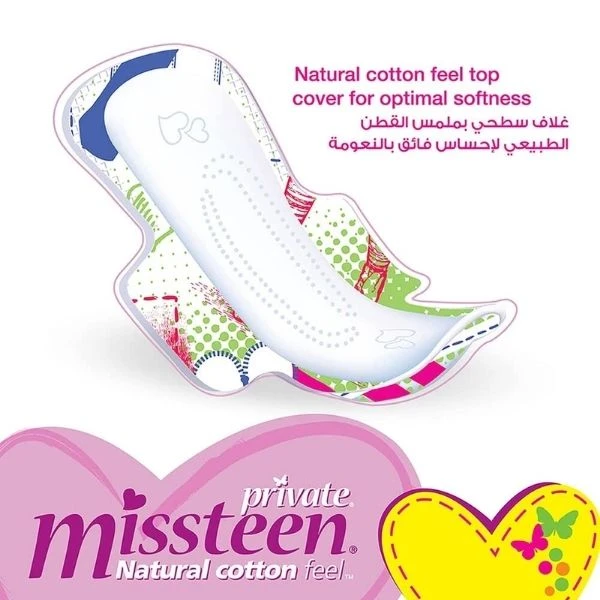 Natural cotton feel top
cover for optimal softness
غلاف سطحي بملمس القطن
الطبيعي لإحساس فائق بالنعومة
private®
missteen®
Natural cotton feel™